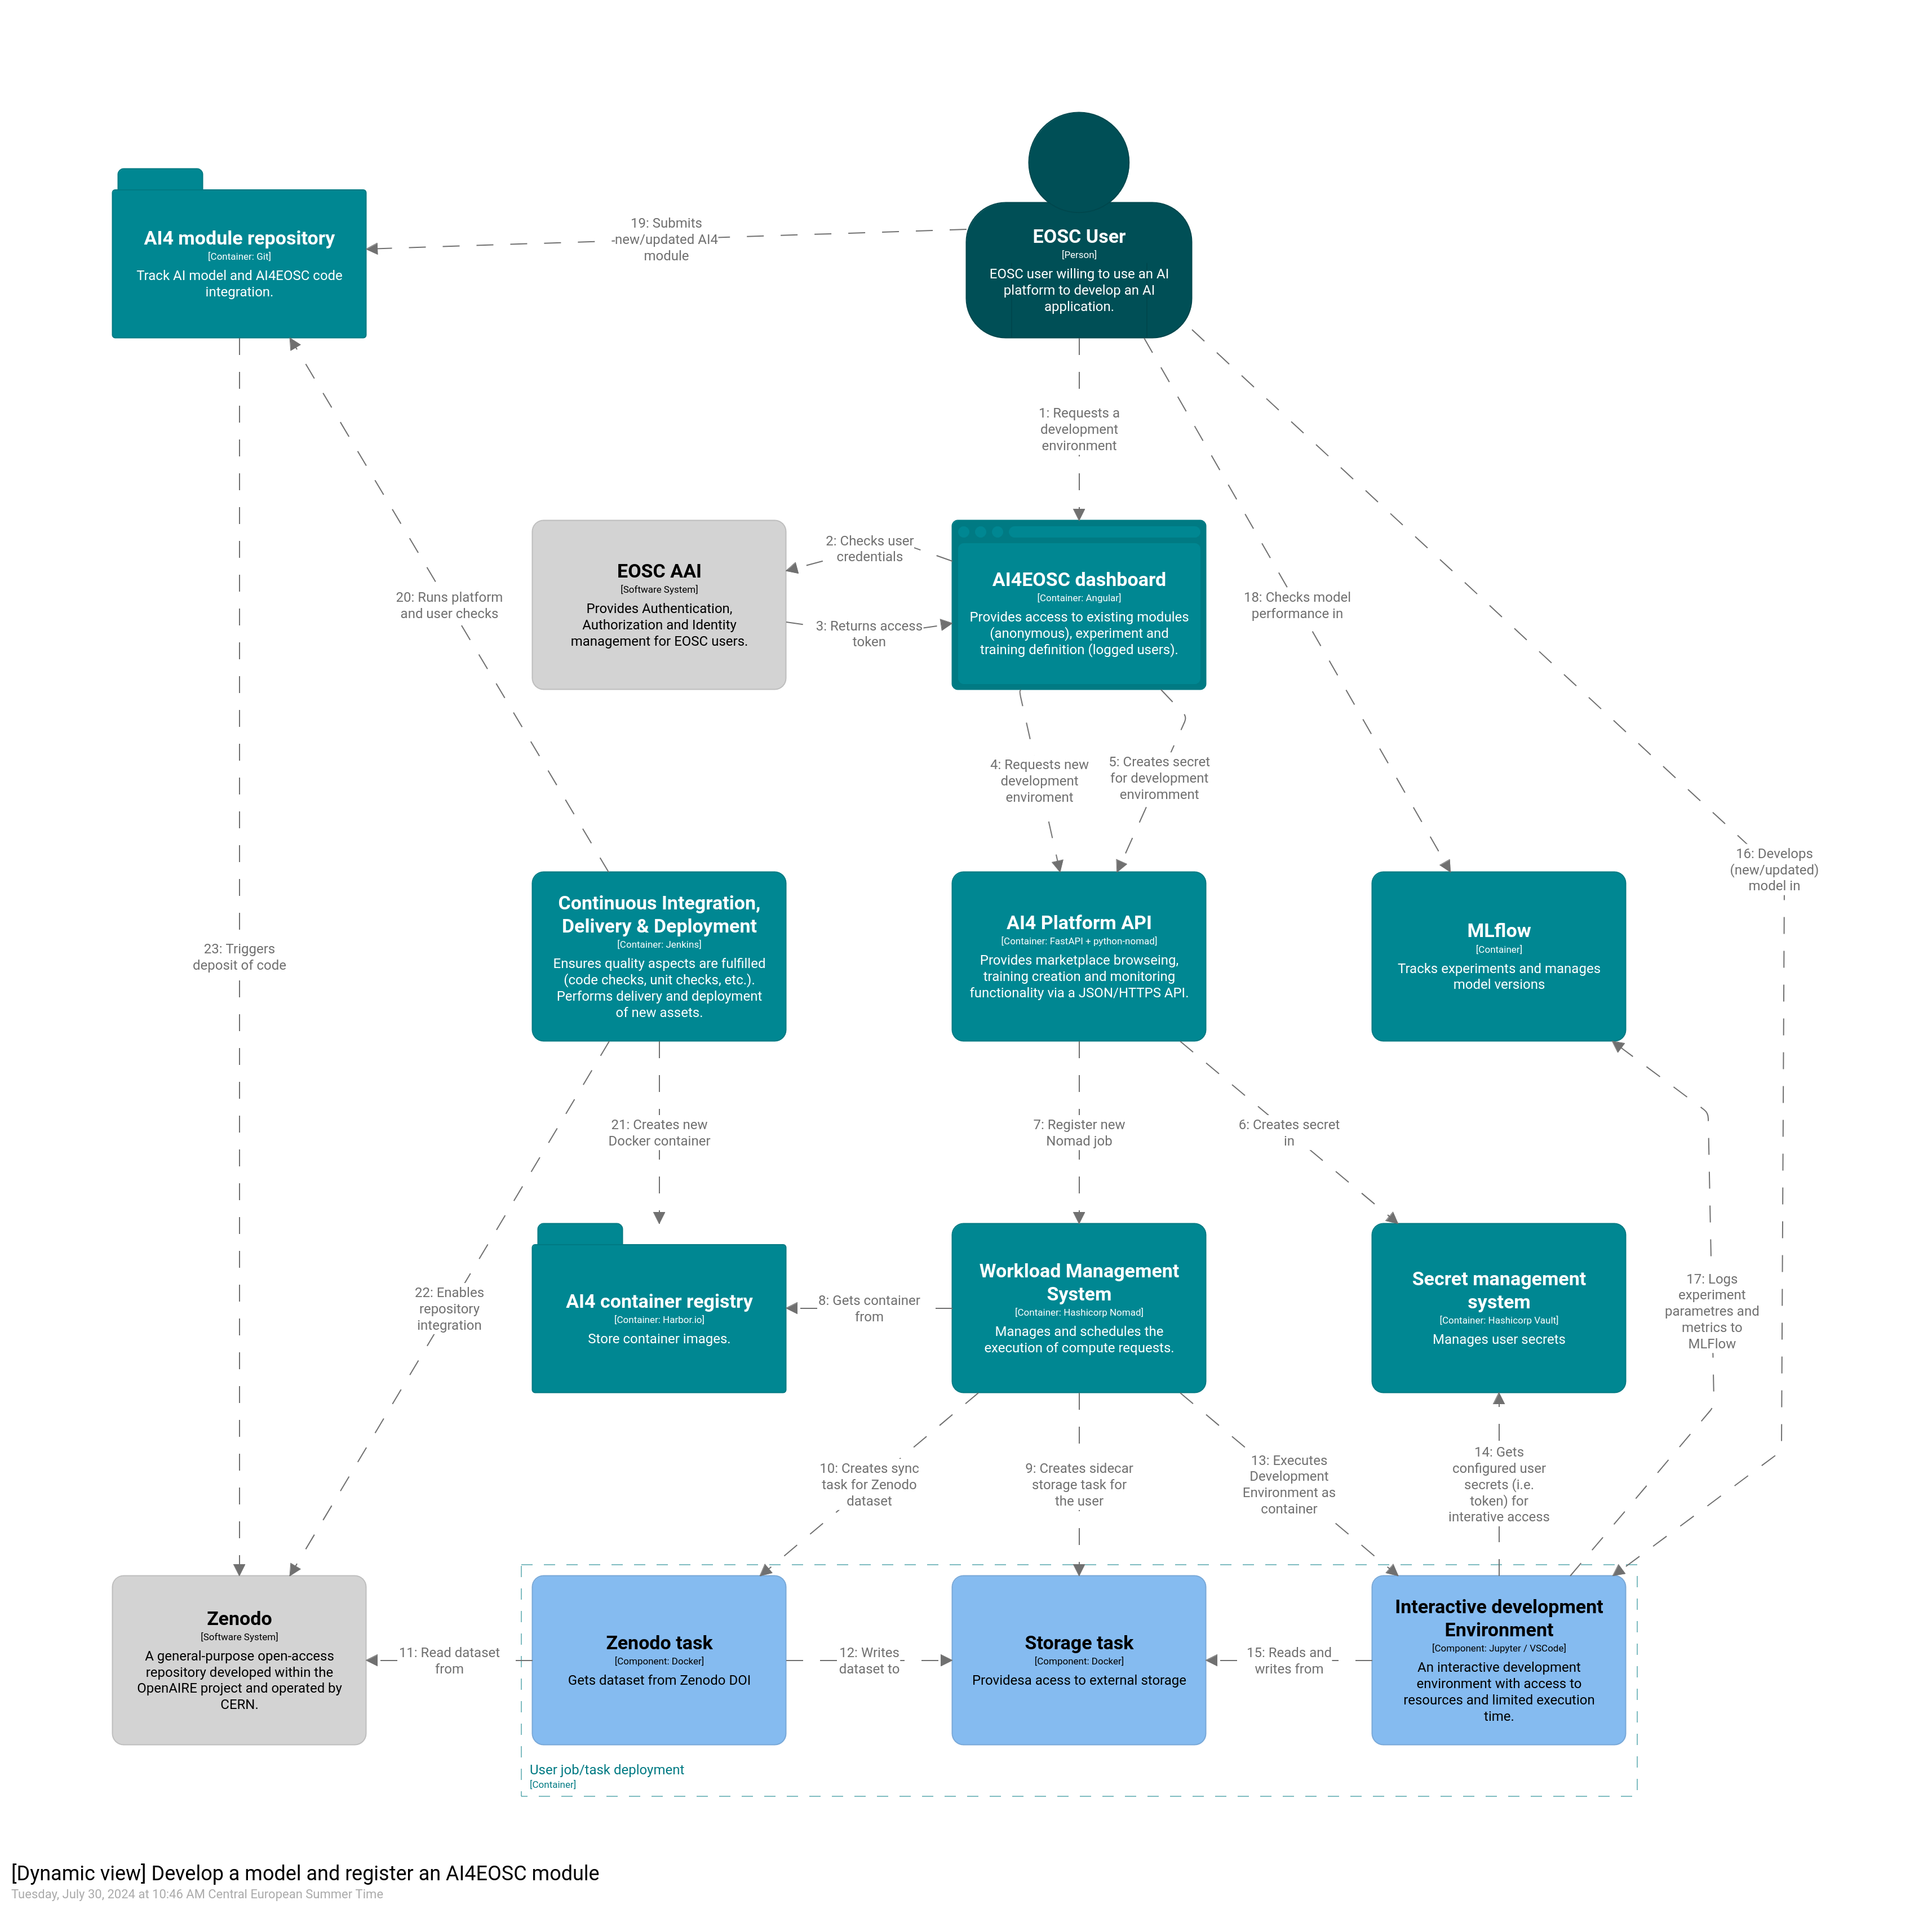 EOSC User
[Person]
EOSC user willing to use an AI
platform to develop an AI
application.
AI4 module repository
[Container: Git]
Track AI model and AI4EOSC code
integration.
19: Submits
new/updated AI4
module
1: Requests a
development
environment
EOSC AAI
[Software System]
Provides Authentication,
Authorization and Identity
management for EOSC users.
2: Checks user
credentials
3: Returns access
token
AI4EOSC dashboard
[Container: Angular]
Provides access to existing modules
(anonymous), experiment and
training definition (logged users).
20: Runs platform
and user checks
18: Checks model
performance in
4: Requests new
development
enviroment
5: Creates secret
for development
enviromment
16: Develops
(new/updated)
model in
23: Triggers
deposit of code
Continuous Integration,
Delivery & Deployment
[Container: Jenkins]
Ensures quality aspects are fulfilled
(code checks, unit checks, etc.).
Performs delivery and deployment
of new assets.
AI4 Platform API
[Container: FastAPI + python-nomad]
Provides marketplace browseing,
training creation and monitoring
functionality via a JSON/HTTPS API.
MLflow
[Container]
Tracks experiments and manages
model versions
21: Creates new
Docker container
7: Register new
Nomad job
6: Creates secret
in
22: Enables
repository
integration
AI4 container registry
[Container: Harbor.io]
Store container images.
8: Gets container
from
Workload Management
System
[Container: Hashicorp Nomad]
Manages and schedules the
execution of compute requests.
Secret management
system
[Container: Hashicorp Vault]
Manages user secrets
17: Logs
experiment
parametres and
metrics to
MLFlow
10: Creates sync
task for Zenodo
dataset
9: Creates sidecar
storage task for
the user
13: Executes
Development
Environment as
container
14: Gets
configured user
secrets (i.e.
token) for
interative access
Zenodo
[Software System]
A general-purpose open-access
repository developed within the
OpenAIRE project and operated by
CERN.
11: Read dataset
from
Zenodo task
[Component: Docker]
Gets dataset from Zenodo DOI
12: Writes
dataset to
Storage task
[Component: Docker]
Providesa acess to external storage
15: Reads and
writes from
Interactive development
Environment
[Component: Jupyter / VSCode]
An interactive development
environment with access to
resources and limited execution
time.
User job/task deployment
[Container]
[Dynamic view] Develop a model and register an AI4EOSC module
Tuesday, July 30, 2024 at 10:46 AM Central European Summer Time